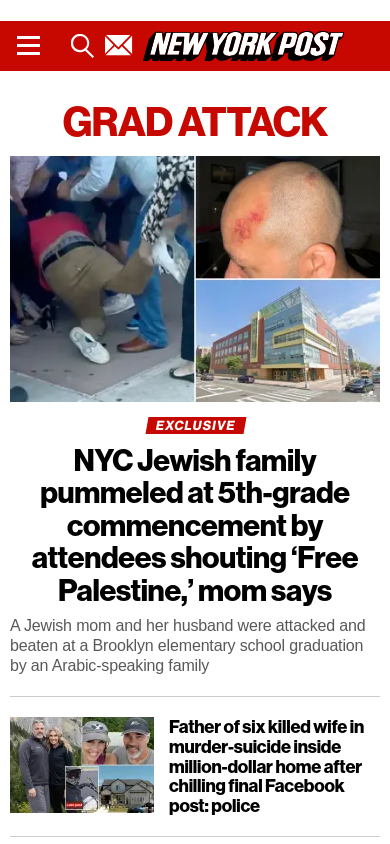 NEW YORK POST
GRAD ATTACK
EXCLUSIVE
NYC Jewish family
pummeled at 5th-grade
commencement by
attendees shouting ‘Free
Palestine,’ mom says
A Jewish mom and her husband were attacked and
beaten at a Brooklyn elementary school graduation
by an Arabic-speaking family
Father of six killed wife in
murder-suicide inside
million-dollar home after
chilling final Facebook
post: police